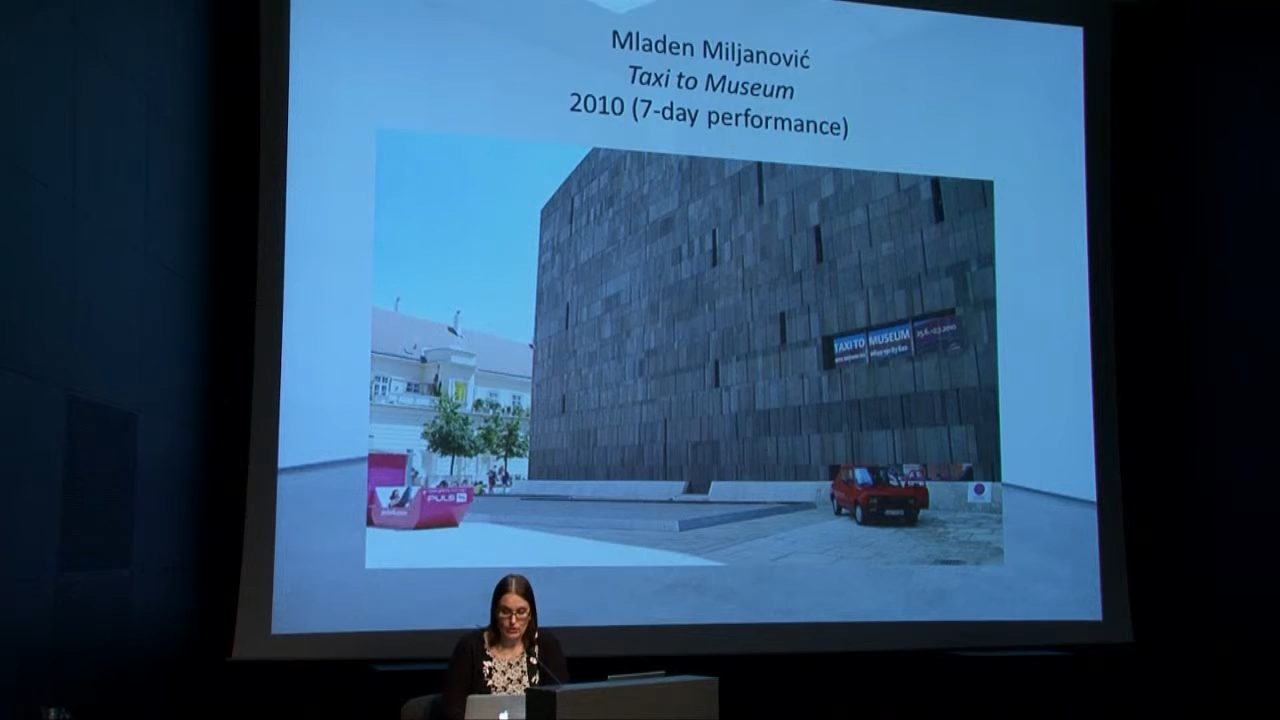 Mladen Miljanović
Taxi to Museum
2010 (7-day performance)
TAXI TO MUSEUM
PULS